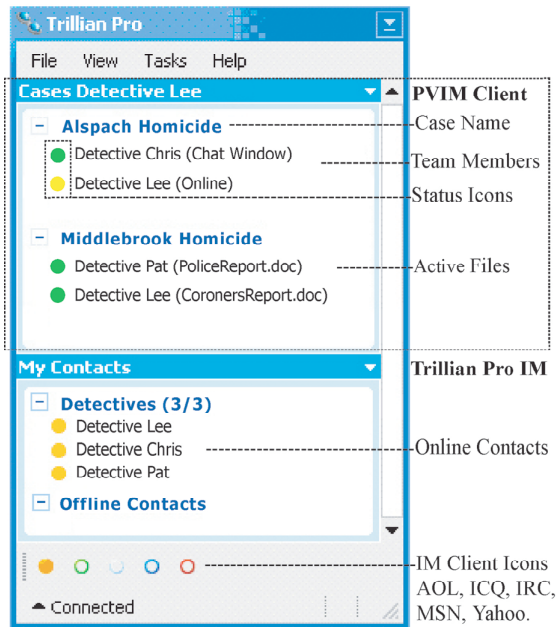 Trillian Pro
File View Tasks Help
Cases Detective Lee
PVIM Client
Alspach Homicide
Case Name
Detective Chris (Chat Window)
Team Members
Detective Lee (Online)
Status Icons
Middlebrook Homicide
Detective Pat (PoliceReport.doc)
Active Files
Detective Lee (CoronersReport.doc)
My Contacts
Trillian Pro IM
Detectives (3/3)
Detective Lee
Detective Chris
Online Contacts
Detective Pat
Offline Contacts
IM Client Icons
AOL, ICQ, IRC,
MSN, Yahoo.
Connected